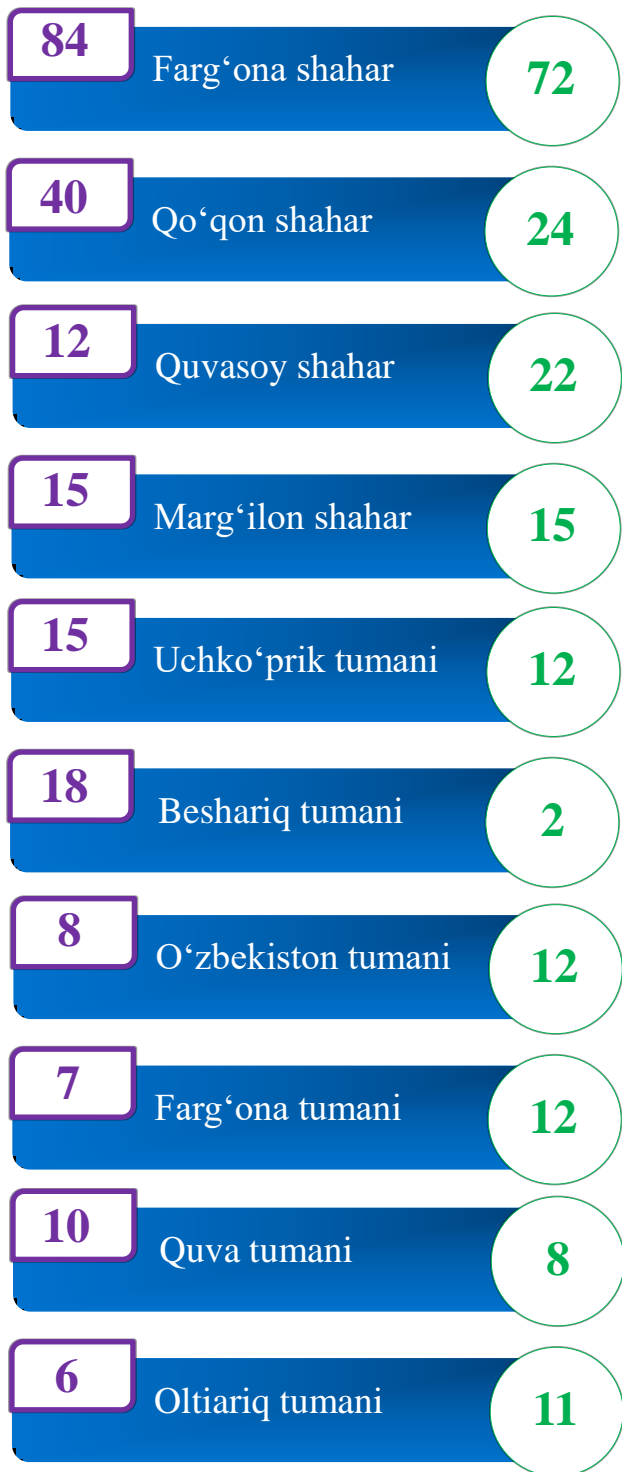 84
Farg‘ona shahar
72
40
Qo‘qon shahar
24
12
Quvasoy shahar
22
15
Marg‘ilon shahar
15
15
Uchko‘prik tumani
12
18
Beshariq tumani
2
8
O‘zbekiston tumani
12
7
Farg‘ona tumani
12
10
Quva tumani
8
6
Oltiariq tumani
11